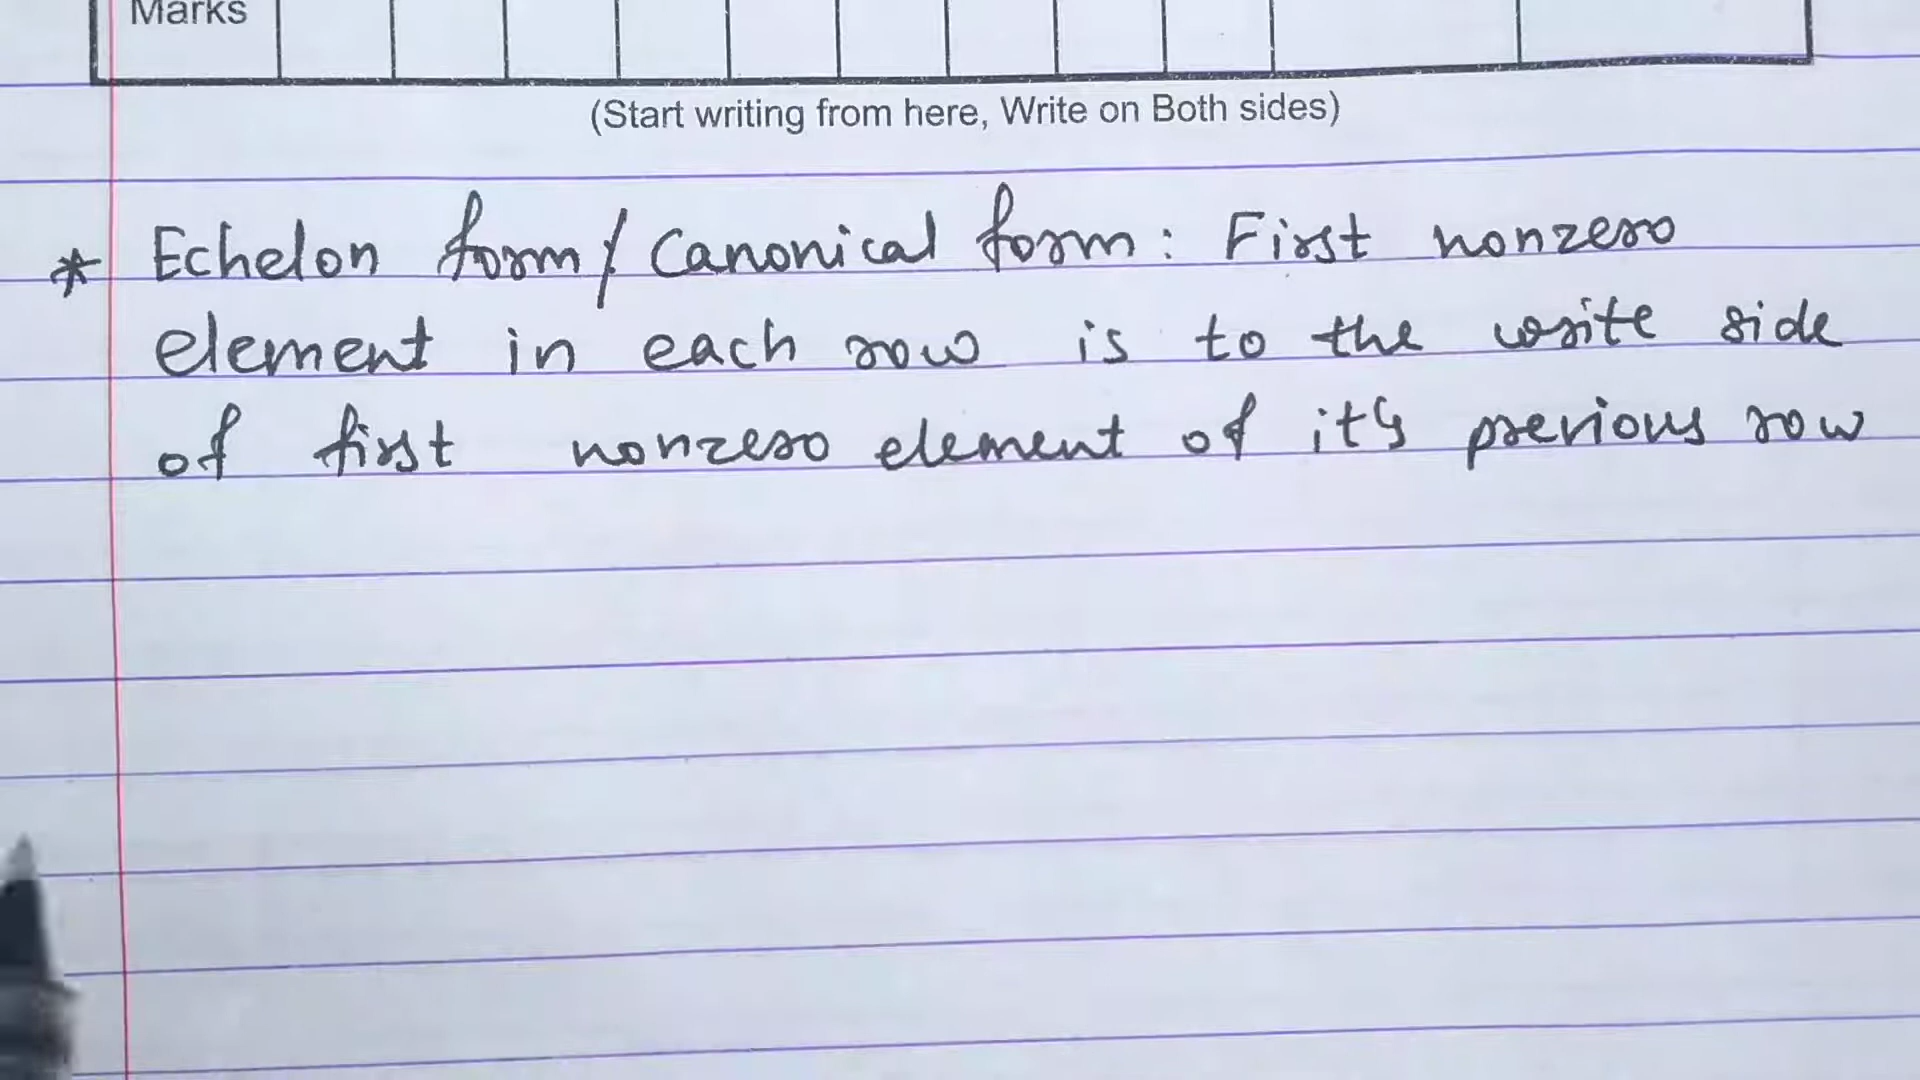 Marks
(Start writing from here, Write on Both sides)
* Echelon form / Canonical form : First nonzero
element in each row is to the write side
of first nonzero element of it's previous row